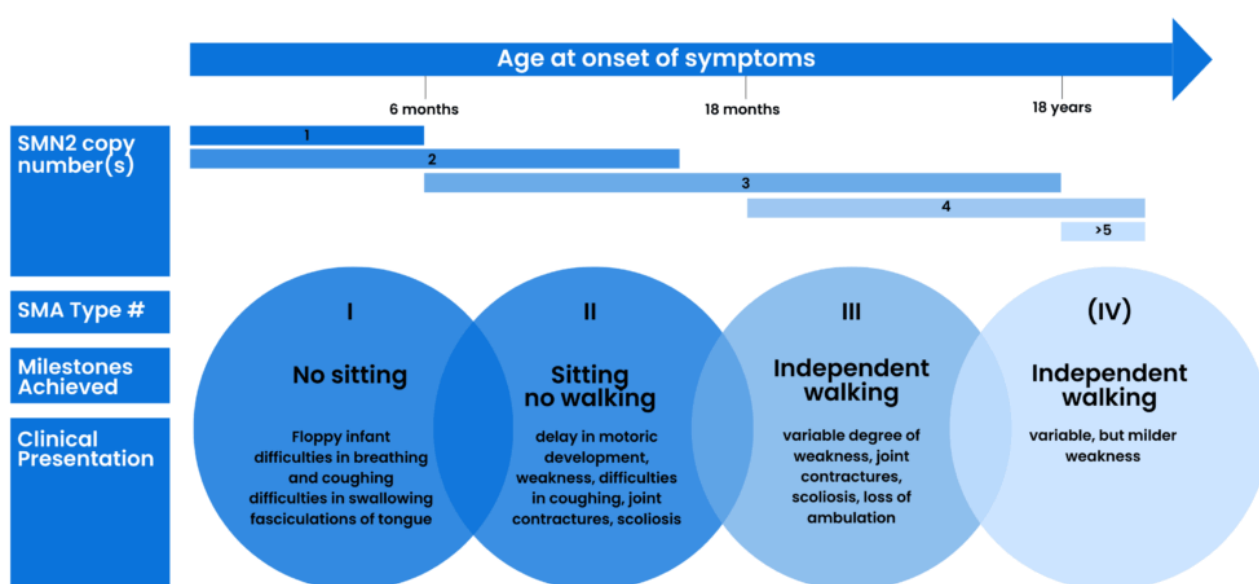 Age at onset of symptoms
6 months
18 months
18 years
SMN2 copy
number(s)
1
2
3
4
>5
SMA Type #
I
II
III
(IV)
Milestones
Achieved
No sitting
Sitting
no walking
Independent
walking
Independent
walking
Clinical
Presentation
Floppy infant
difficulties in breathing
and coughing
difficulties in swallowing
fasciculations of tongue
delay in motoric
development,
weakness, difficulties
in coughing, joint
contractures, scoliosis
variable degree of
weakness, joint
contractures,
scoliosis, loss of
ambulation
variable, but milder
weakness